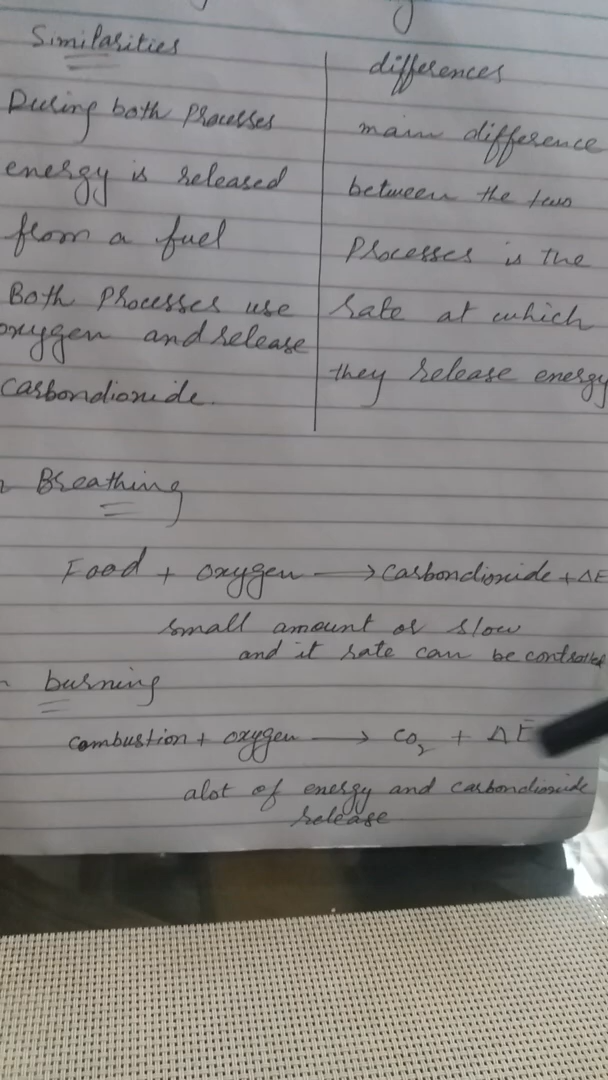 Similarities
During both Processes
energy is released
from a fuel
Both Processes use
oxygen and release
carbondioxide.
differences
main difference
between the two
Processes is the
rate at which
they release energy
Breathing
Food + oxygen → carbondioxide + ΔE
small amount or slow
and it rate can be controlled
burning
combustion + oxygen → CO₂ + ΔE
alot of energy and carbondioxide
release